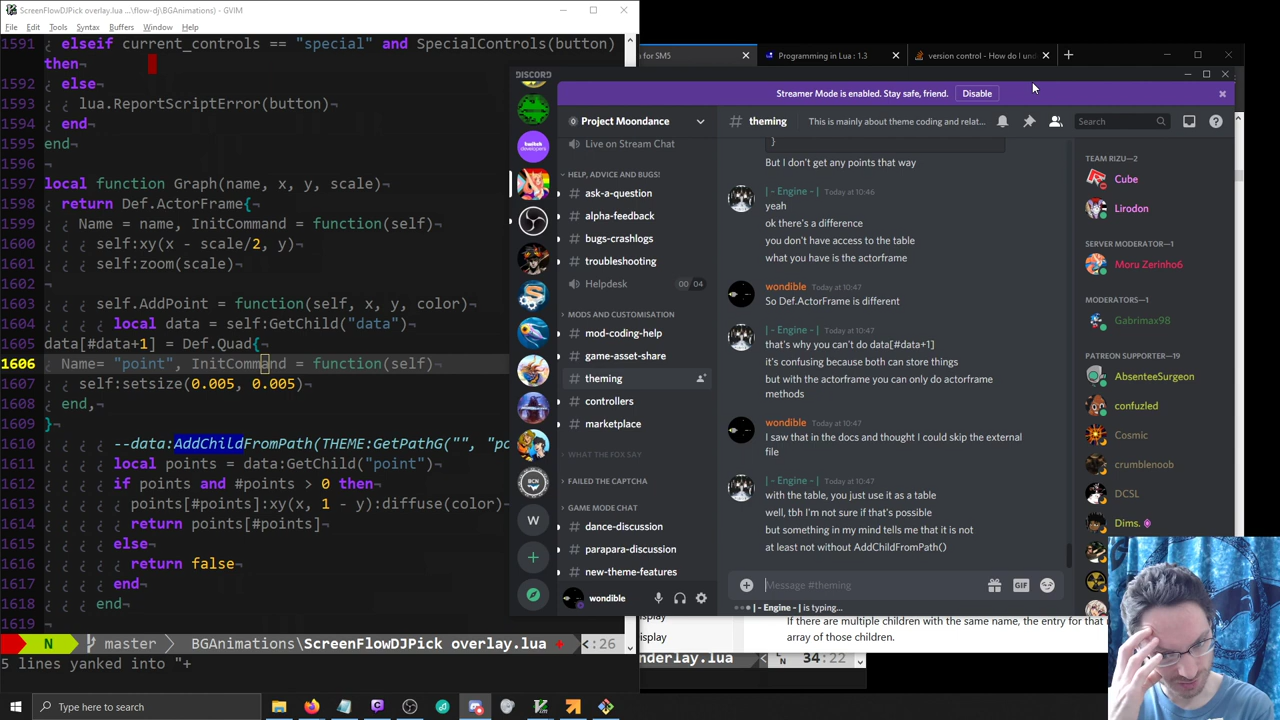 ScreenFlowDJPick overlay.lua ...\flow-dj\BGAnimations) - GVIM
File Edit Tools Syntax Buffers Window Help
1591 ¦ elseif current_controls == "special" and SpecialControls(button)
then¬
1592 ¦ else¬
1593 ¦ ¦ lua.ReportScriptError(button)¬
1594 ¦ end¬
1595 end¬
1596 ¬
1597 local function Graph(name, x, y, scale)¬
1598 ¦ return Def.ActorFrame{¬
1599 ¦ ¦ Name = name, InitCommand = function(self)¬
1600 ¦ ¦ ¦ self:xy(x - scale/2, y)¬
1601 ¦ ¦ ¦ self:zoom(scale)¬
1602 ¬
1603 ¦ ¦ ¦ self.AddPoint = function(self, x, y, color)¬
1604 ¦ ¦ ¦ ¦ local data = self:GetChild("data")¬
1605 data[#data+1] = Def.Quad{¬
1606 ¦ Name= "point", InitCommand = function(self)¬
1607 ¦ ¦ self:setsize(0.005, 0.005)¬
1608 ¦ end,¬
1609 }¬
1610 ¦ ¦ ¦ ¦ --data:AddChildFromPath(THEME:GetPathG("", "po
1611 ¦ ¦ ¦ ¦ local points = data:GetChild("point")¬
1612 ¦ ¦ ¦ ¦ if points and #points > 0 then¬
1613 ¦ ¦ ¦ ¦ ¦ points[#points]:xy(x, 1 - y):diffuse(color)¬
1614 ¦ ¦ ¦ ¦ ¦ return points[#points]¬
1615 ¦ ¦ ¦ ¦ else¬
1616 ¦ ¦ ¦ ¦ ¦ return false¬
1617 ¦ ¦ ¦ ¦ end¬
1618 ¦ ¦ ¦ end¬
1619 ¬
N master BGAnimations\ScreenFlowDJPick overlay.lua + <:26
5 lines yanked into "+
for SM5
Programming in Lua : 1.3
version control - How do I und
DISCORD
Streamer Mode is enabled. Stay safe, friend. Disable
Project Moondance
Live on Stream Chat
HELP, ADVICE AND BUGS!
# ask-a-question
# alpha-feedback
# bugs-crashlogs
# troubleshooting
Helpdesk 00 04
MODS AND CUSTOMISATION
# mod-coding-help
# game-asset-share
# theming
# controllers
# marketplace
WHAT THE FOX SAY
FAILED THE CAPTCHA
GAME MODE CHAT
# dance-discussion
# parapara-discussion
# new-theme-features
W
wondible
# theming This is mainly about theme coding and relat...
Search
}
But I don't get any points that way
|- Engine -| Today at 10:46
yeah
ok there's a difference
you don't have access to the table
what you have is the actorframe
wondible Today at 10:47
So Def.ActorFrame is different
|- Engine -| Today at 10:47
that's why you can't do data[#data+1]
it's confusing because both can store things
but with the actorframe you can only do actorframe
methods
wondible Today at 10:47
I saw that in the docs and thought I could skip the external
file
|- Engine -| Today at 10:47
with the table, you just use it as a table
well, tbh I'm not sure if that's possible
but something in my mind tells me that it is not
at least not without AddChildFromPath()
Message #theming
GIF
|- Engine -| is typing...
TEAM RIZU—2
Cube
Lirodon
SERVER MODERATOR—1
Moru Zerinho6
MODERATORS—1
Gabrimax98
PATREON SUPPORTER—19
AbsenteeSurgeon
confuzled
Cosmic
crumblenoob
DCSL
Dims.
isplay
isplay
If there are multiple children with the same name, the entry for that
array of those children.
nderlay.lua 34:22
Type here to search